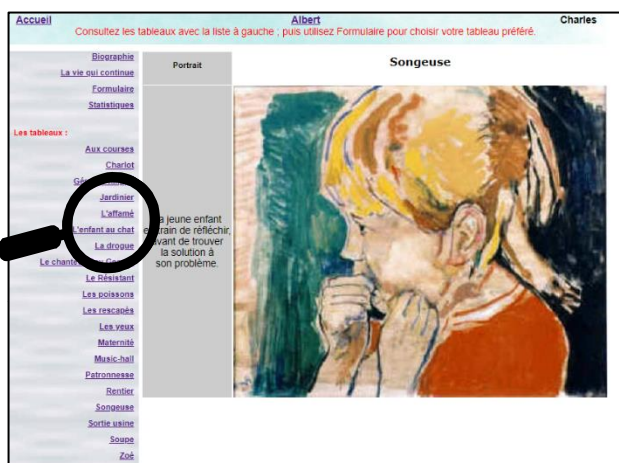 Accueil Albert Charles
Consultez les tableaux avec la liste à gauche ; puis utilisez Formulaire pour choisir votre tableau préféré.
Biographie
La vie qui continue
Formulaire
Statistiques
Les tableaux :
Aux courses
Charlot
Jardinier
L'affamé
L'enfant au chat
La drogue
Le Résistant
Les poissons
Les rescapés
Les yeux
Maternité
Music-hall
Patronnesse
Rentier
Songeuse
Sortie usine
Soupe
Zoé
Portrait
Songeuse
jeune enfant
train de réfléchir,
avant de trouver
la solution à
son problème.